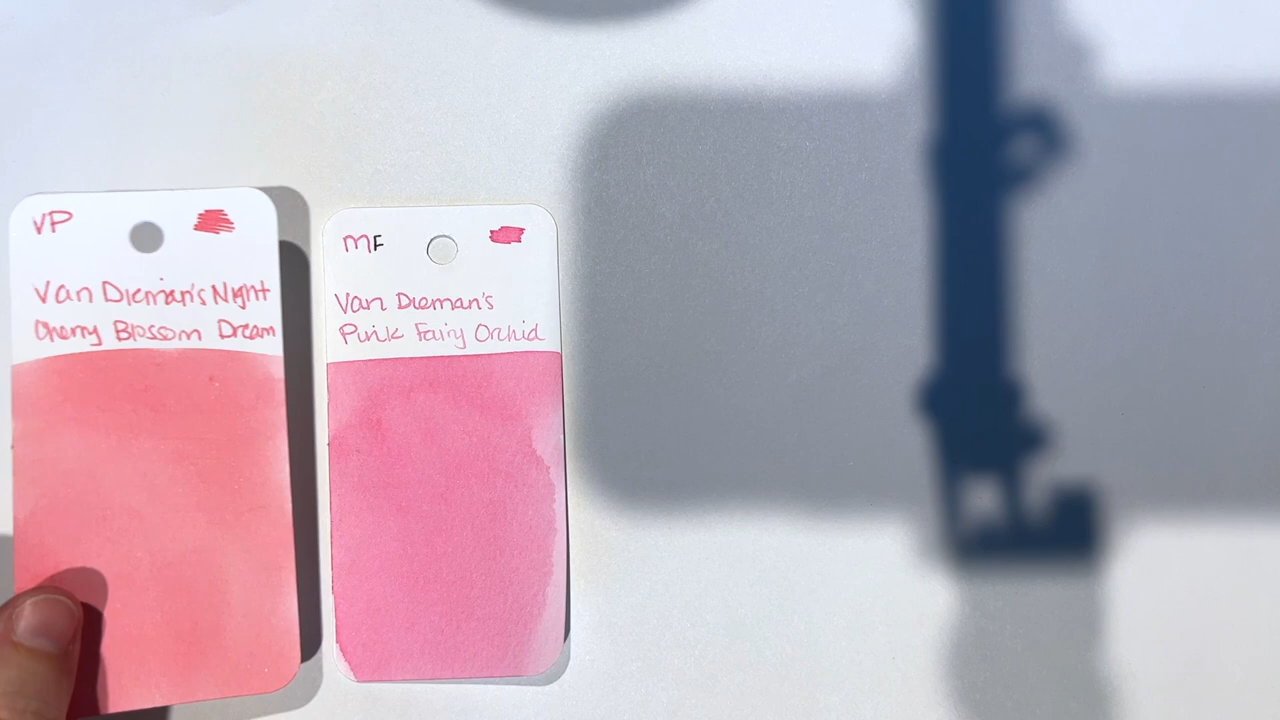 VP
Van Dieman's Night
Cherry Blossom Dream
MF
Van Dieman's
Pink Fairy Orchid